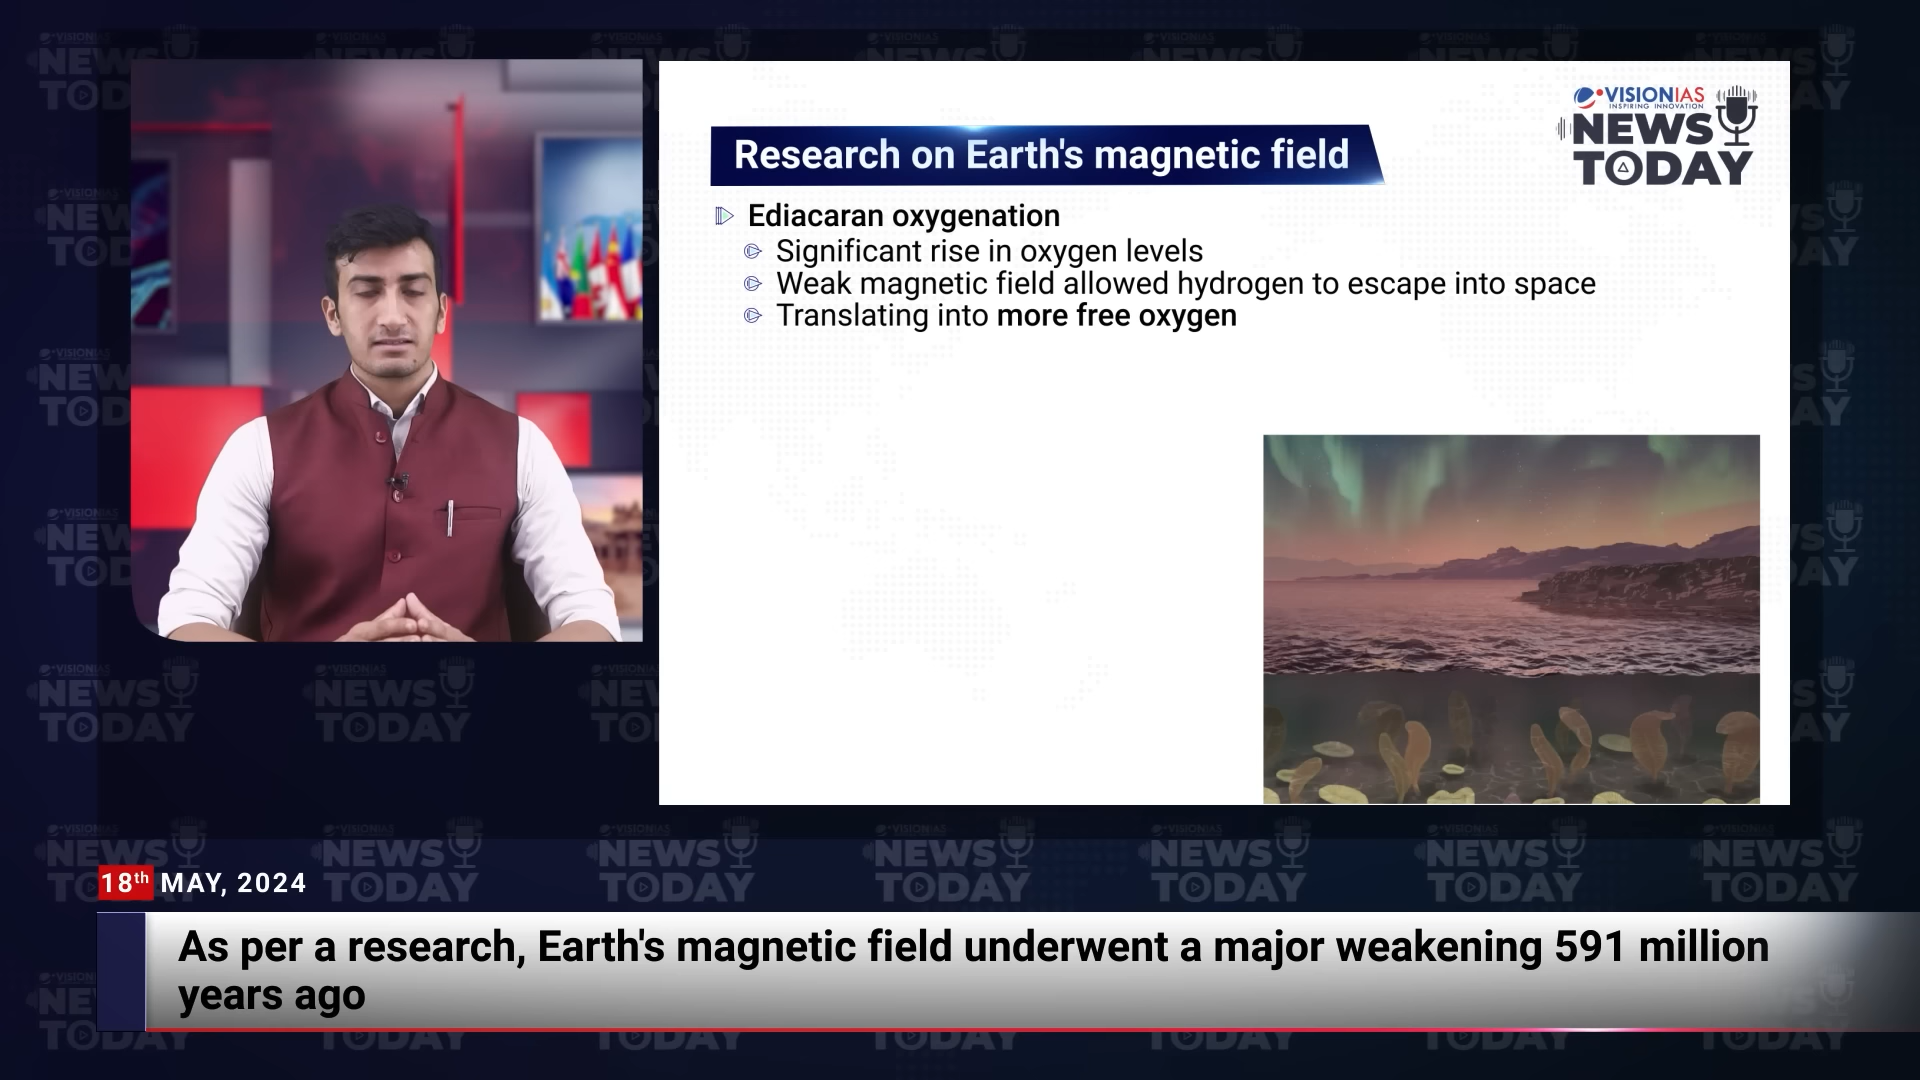 VISIONIAS
INSPIRING INNOVATION
NEWS
TODAY
Research on Earth's magnetic field
Ediacaran oxygenation
Significant rise in oxygen levels
Weak magnetic field allowed hydrogen to escape into space
Translating into more free oxygen
18th MAY, 2024
As per a research, Earth's magnetic field underwent a major weakening 591 million
years ago